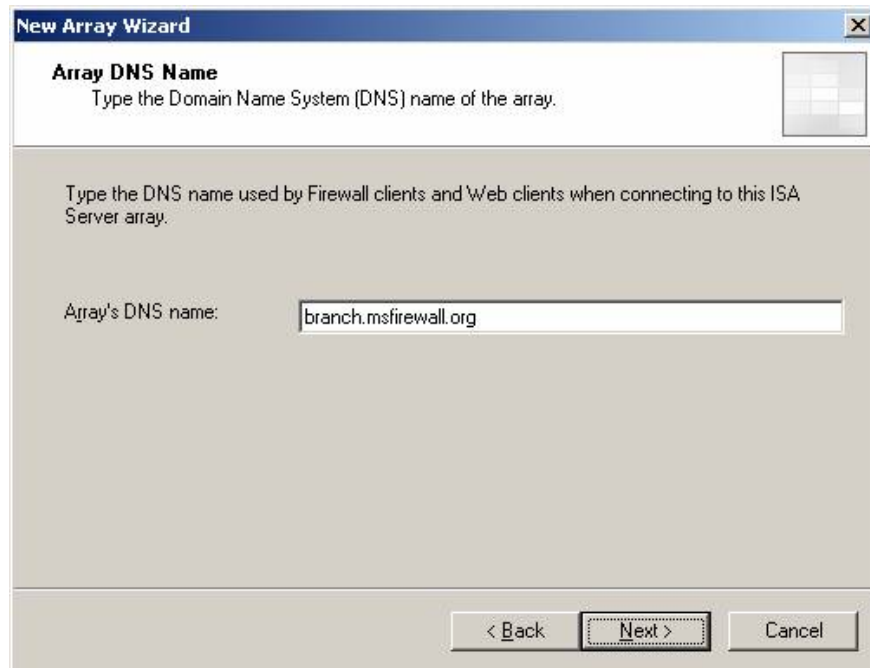 New Array Wizard
Array DNS Name
Type the Domain Name System (DNS) name of the array.
Type the DNS name used by Firewall clients and Web clients when connecting to this ISA
Server array.
Array's DNS name: branch.msfirewall.org
< Back Next > Cancel